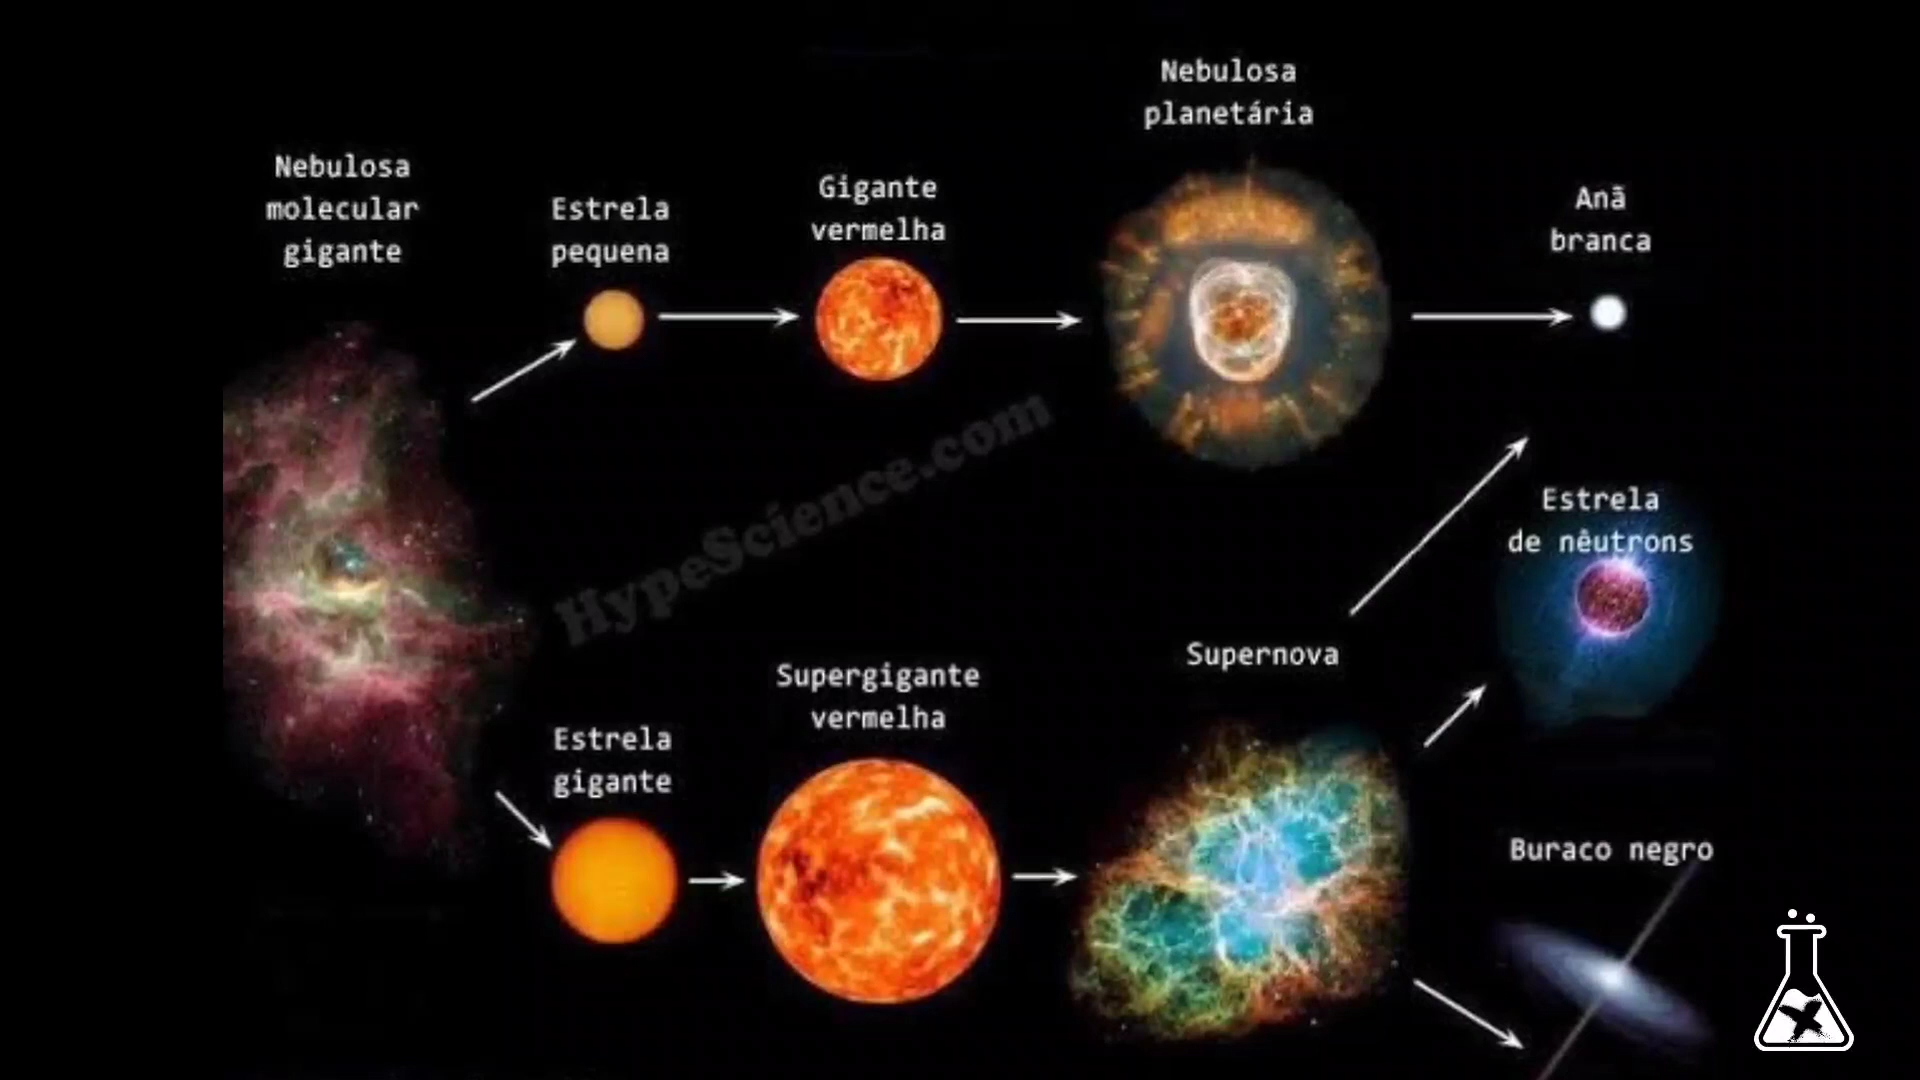 Nebulosa
molecular
gigante
Estrela
pequena
Gigante
vermelha
Nebulosa
planetária
Anã
branca
HypeScience.com
Estrela
gigante
Supergigante
vermelha
Supernova
Estrela
de nêutrons
Buraco negro